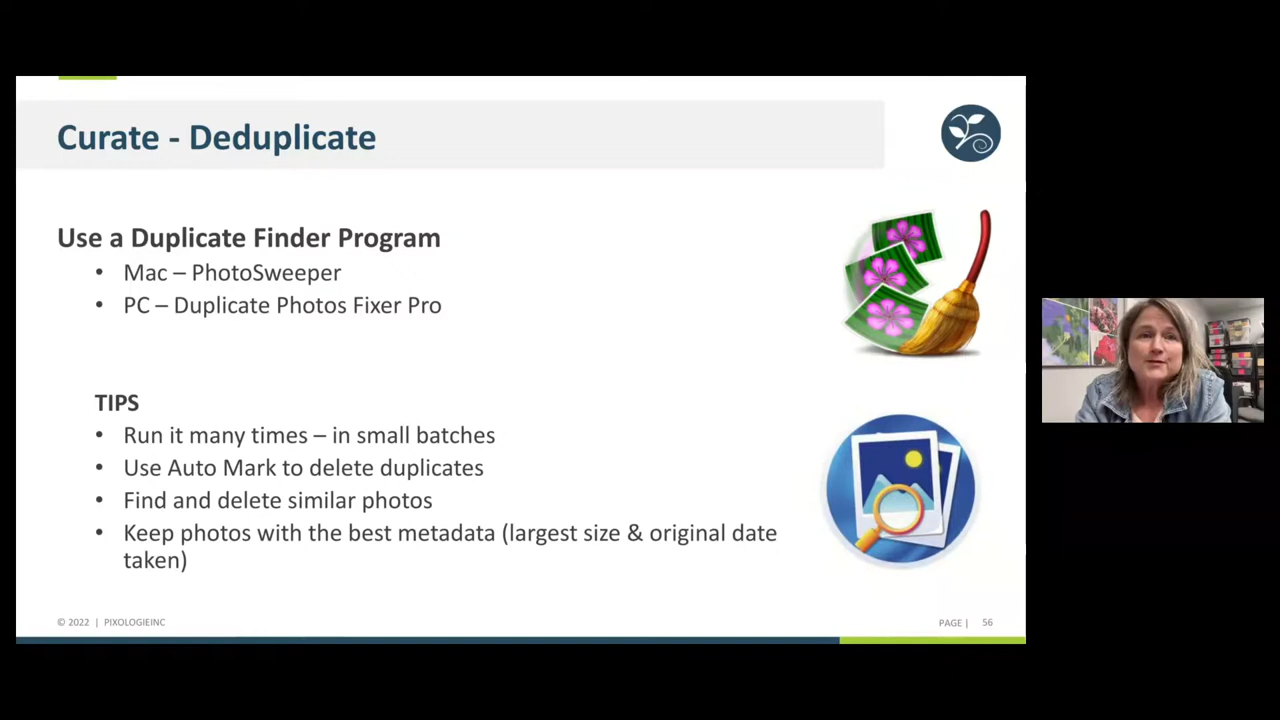 Curate - Deduplicate
Use a Duplicate Finder Program
• Mac – PhotoSweeper
• PC – Duplicate Photos Fixer Pro
TIPS
• Run it many times – in small batches
• Use Auto Mark to delete duplicates
• Find and delete similar photos
• Keep photos with the best metadata (largest size & original date
taken)
© 2022 | PIXOLOGIEINC
PAGE | 56